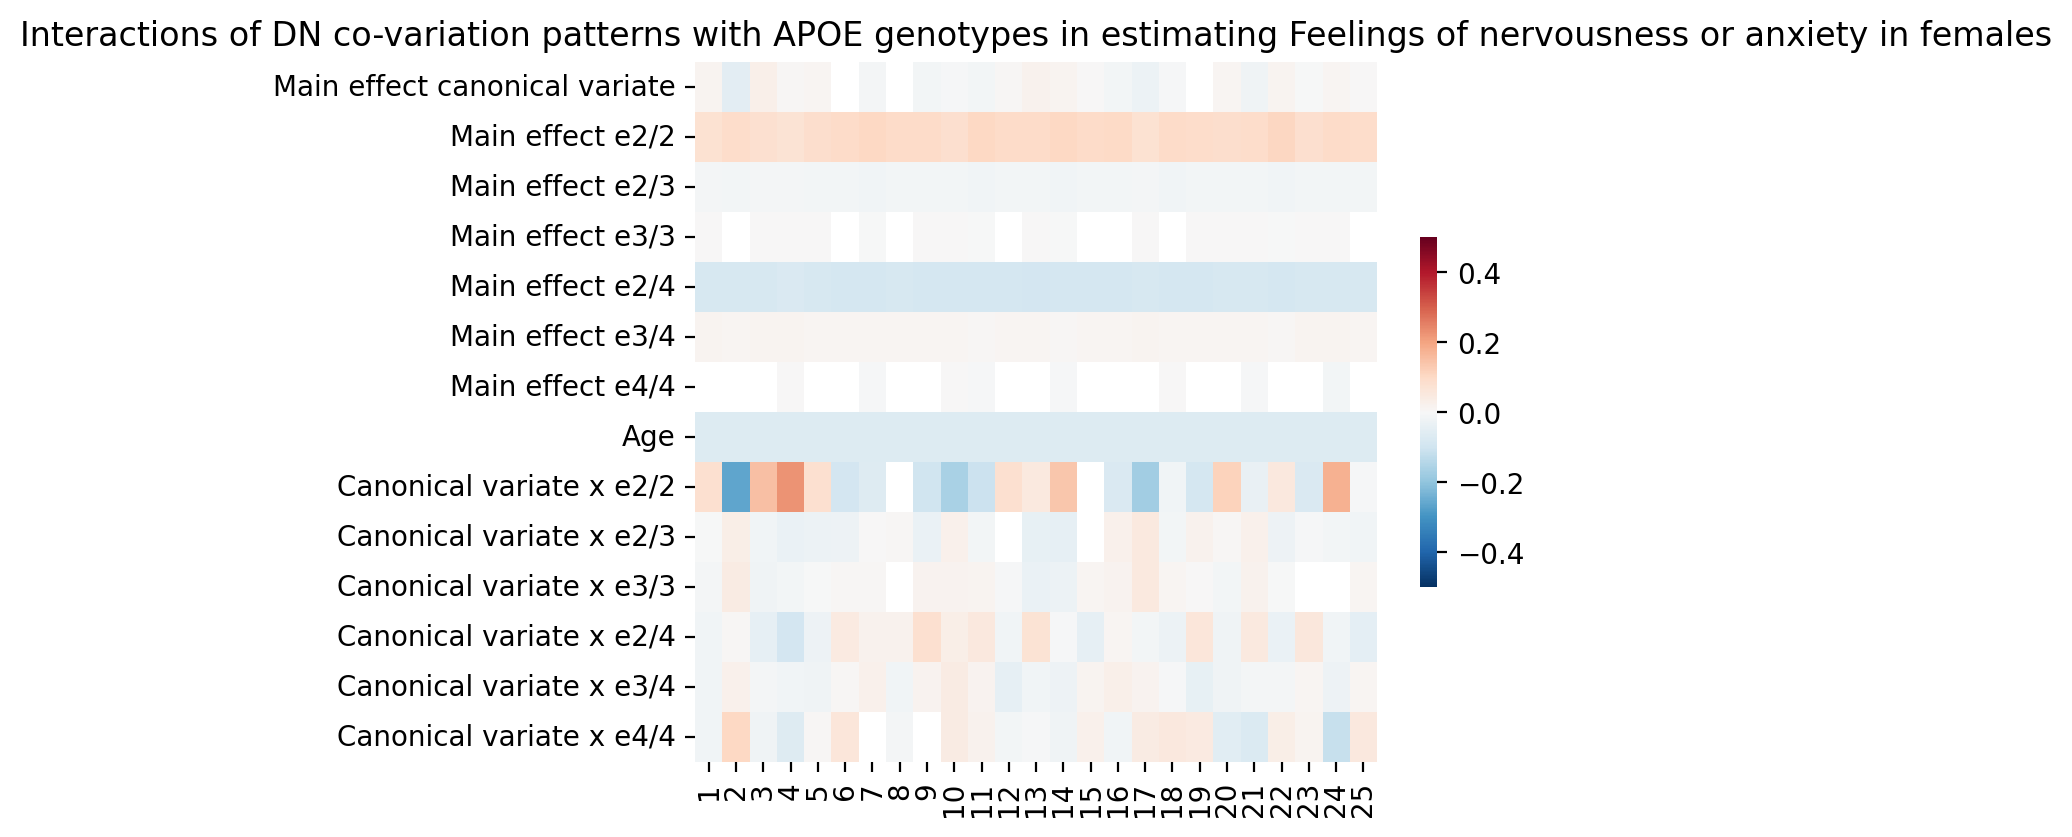 Interactions of DN co-variation patterns with APOE genotypes in estimating Feelings of nervousness or anxiety in females
Main effect canonical variate
Main effect e2/2
Main effect e2/3
Main effect e3/3
Main effect e2/4
Main effect e3/4
Main effect e4/4
Age
Canonical variate x e2/2
Canonical variate x e2/3
Canonical variate x e3/3
Canonical variate x e2/4
Canonical variate x e3/4
Canonical variate x e4/4
1 2 3 4 5 6 7 8 9 10 11 12 13 14 15 16 17 18 19 20 21 22 23 24 25
0.4
0.2
0.0
−0.2
−0.4